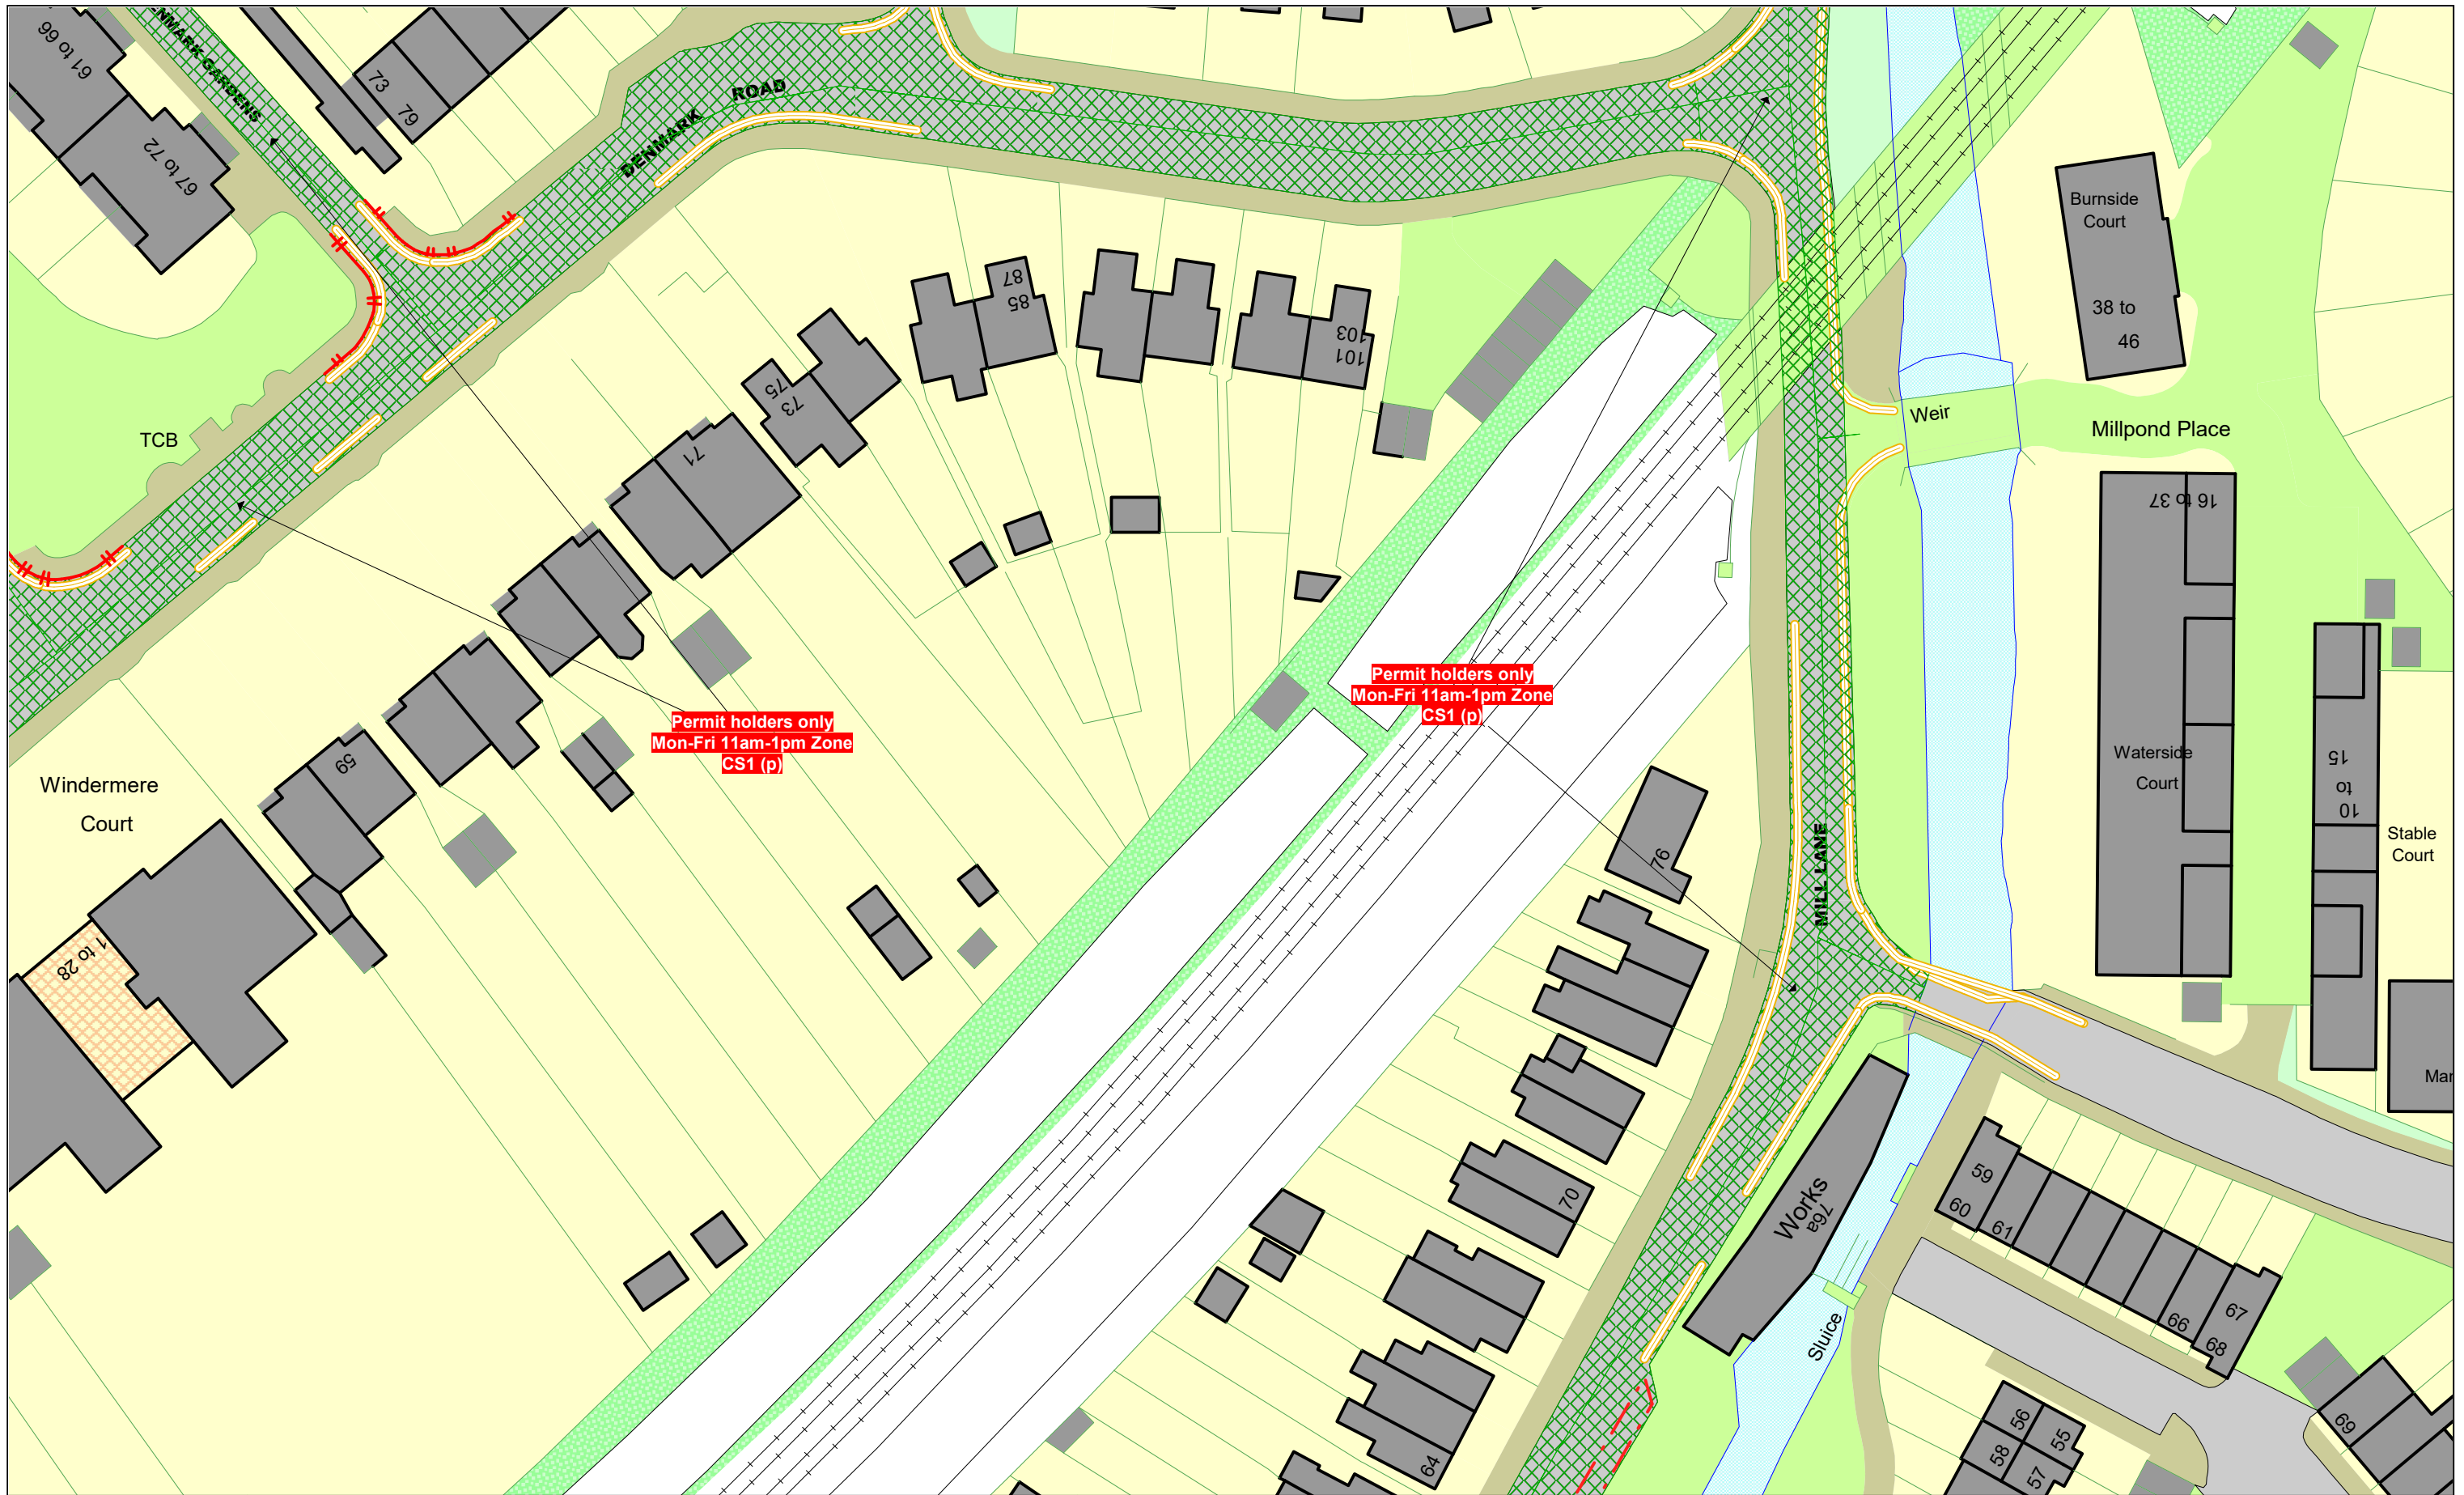 DENMARK GARDENS
61 to 66
67 to 72
73
79
DENMARK ROAD
TCB
Windermere
Court
1 to 28
59
71
73
75
85
87
101
103
Permit holders only
Mon-Fri 11am-1pm Zone
CS1 (p)
Permit holders only
Mon-Fri 11am-1pm Zone
CS1 (p)
Burnside
Court
38 to
46
Weir
Millpond Place
16 to 37
Waterside
Court
10
to
15
Stable
Court
Mar
MILL LANE
76
70
64
Works
76a
Sluice
59
60
61
66
67
68
69
56
55
58
57